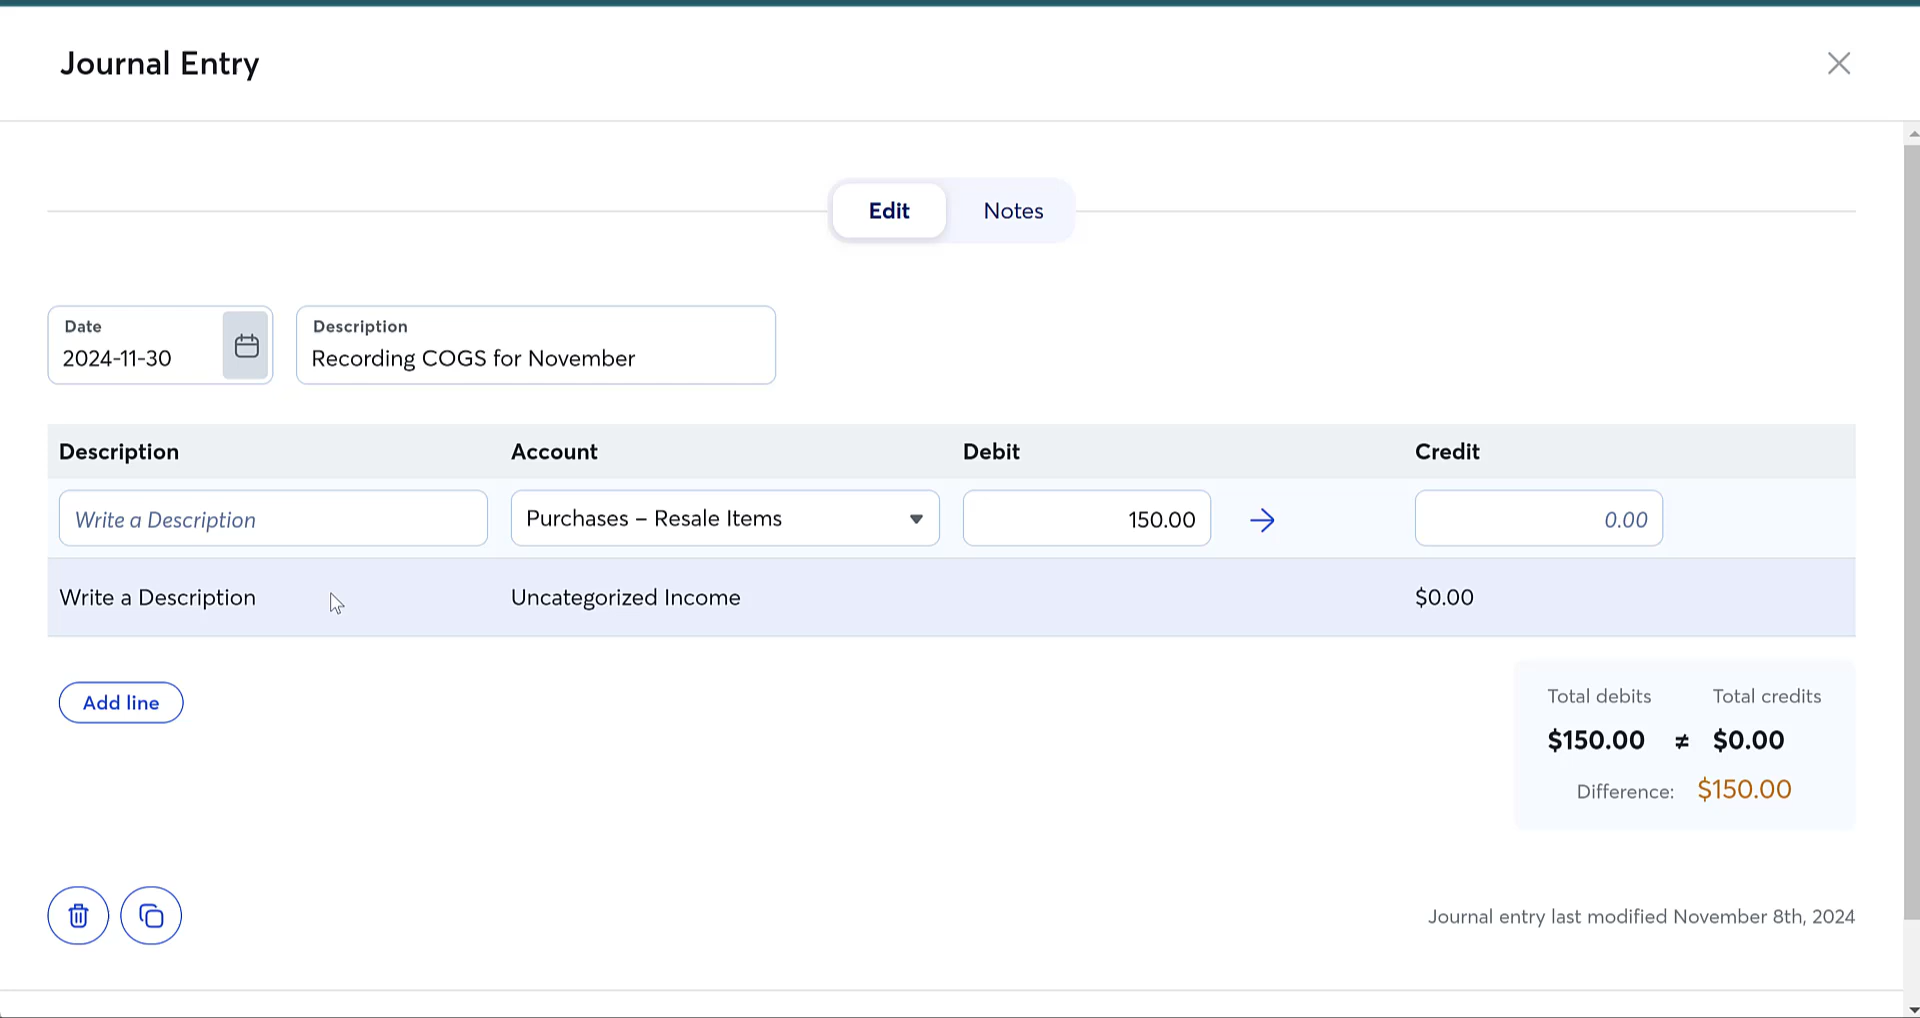 Journal Entry
Edit
Notes
Date
2024-11-30
Description
Recording COGS for November
Description
Account
Debit
Credit
Write a Description
Purchases – Resale Items
150.00
0.00
Write a Description
Uncategorized Income
$0.00
Add line
Total debits
Total credits
$150.00 ≠ $0.00
Difference: $150.00
Journal entry last modified November 8th, 2024